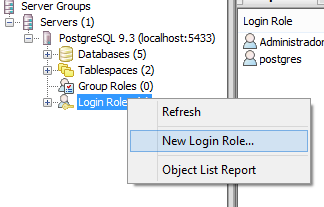 Server Groups
Servers (1)
PostgreSQL 9.3 (localhost:5433)
Databases (5)
Tablespaces (2)
Group Roles (0)
Login Roles
Refresh
New Login Role...
Object List Report
Login Role
Administrador
postgres